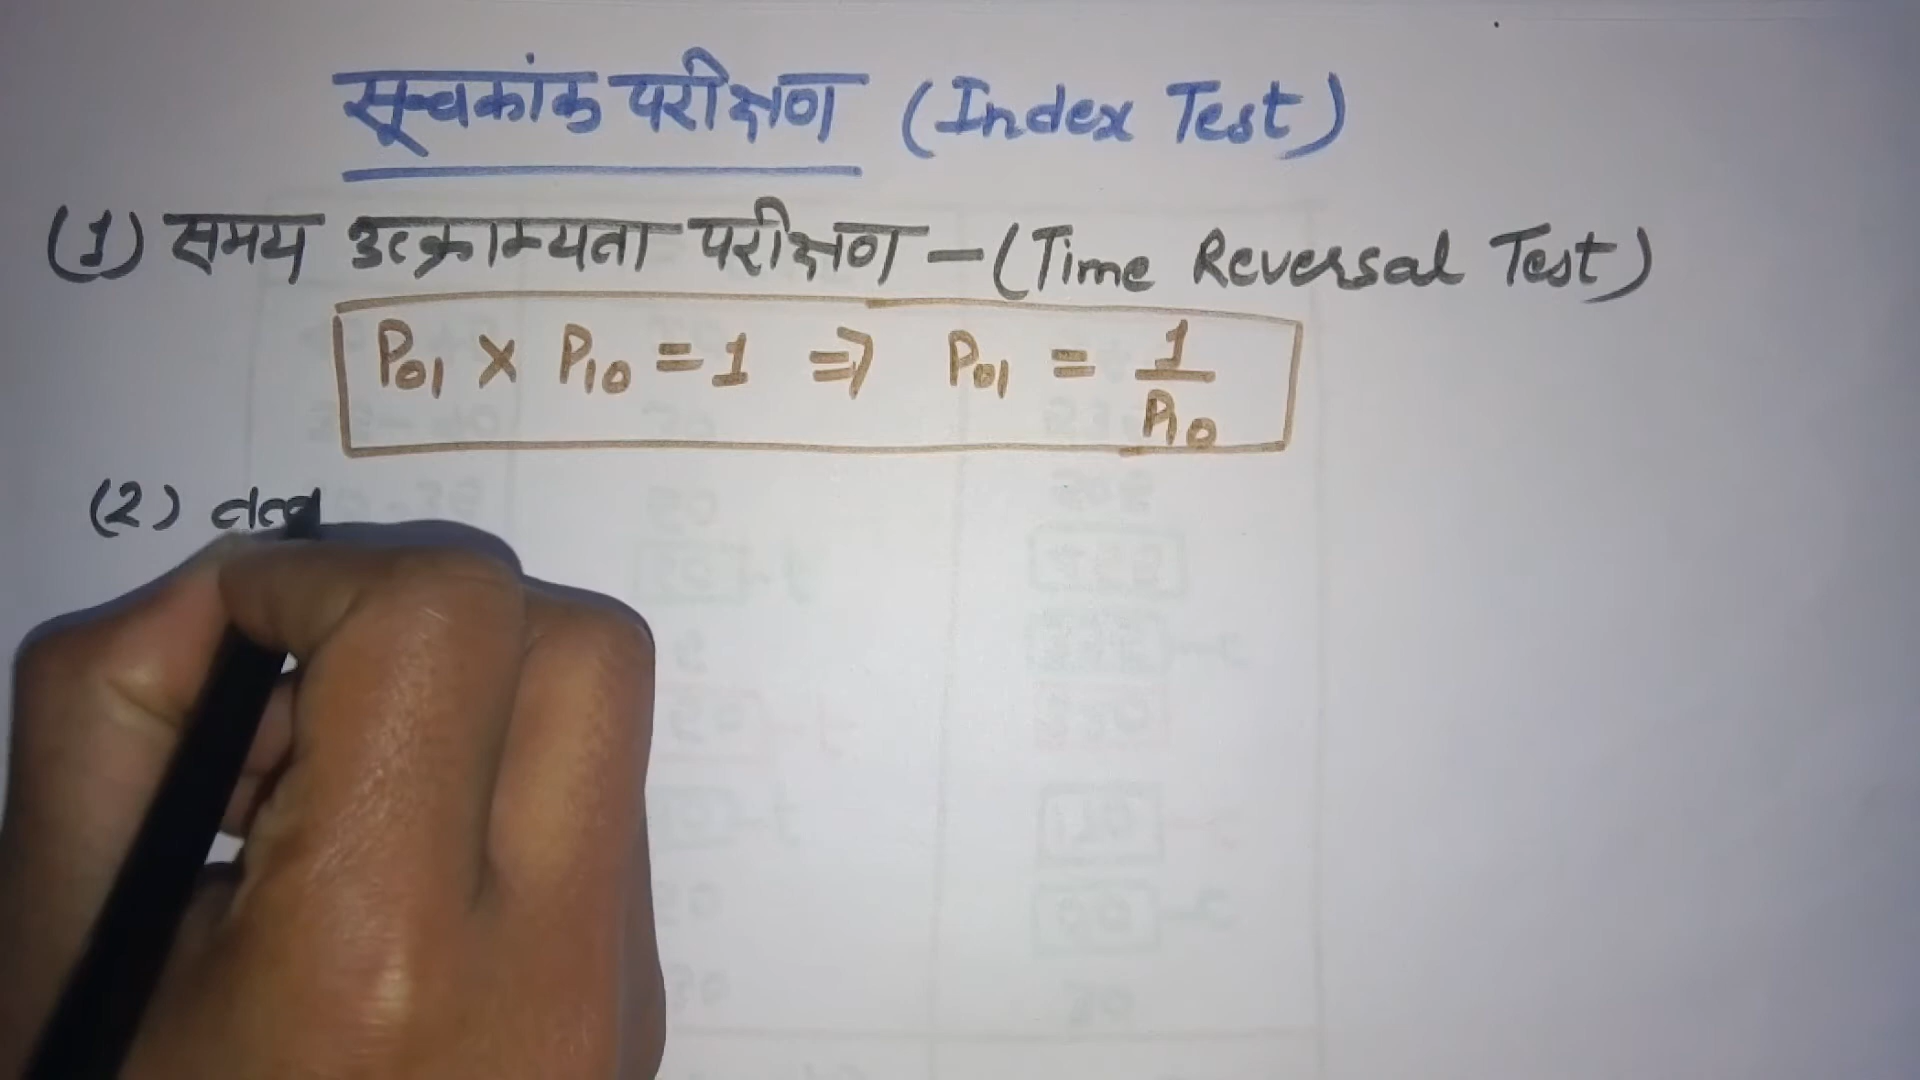 सूचकांक परीक्षण (Index Test)
(1) समय उत्क्राम्यता परीक्षण - (Time Reversal Test)
P01 × P10 = 1 ⇒ P01 = 1/P10
(2) तत्व